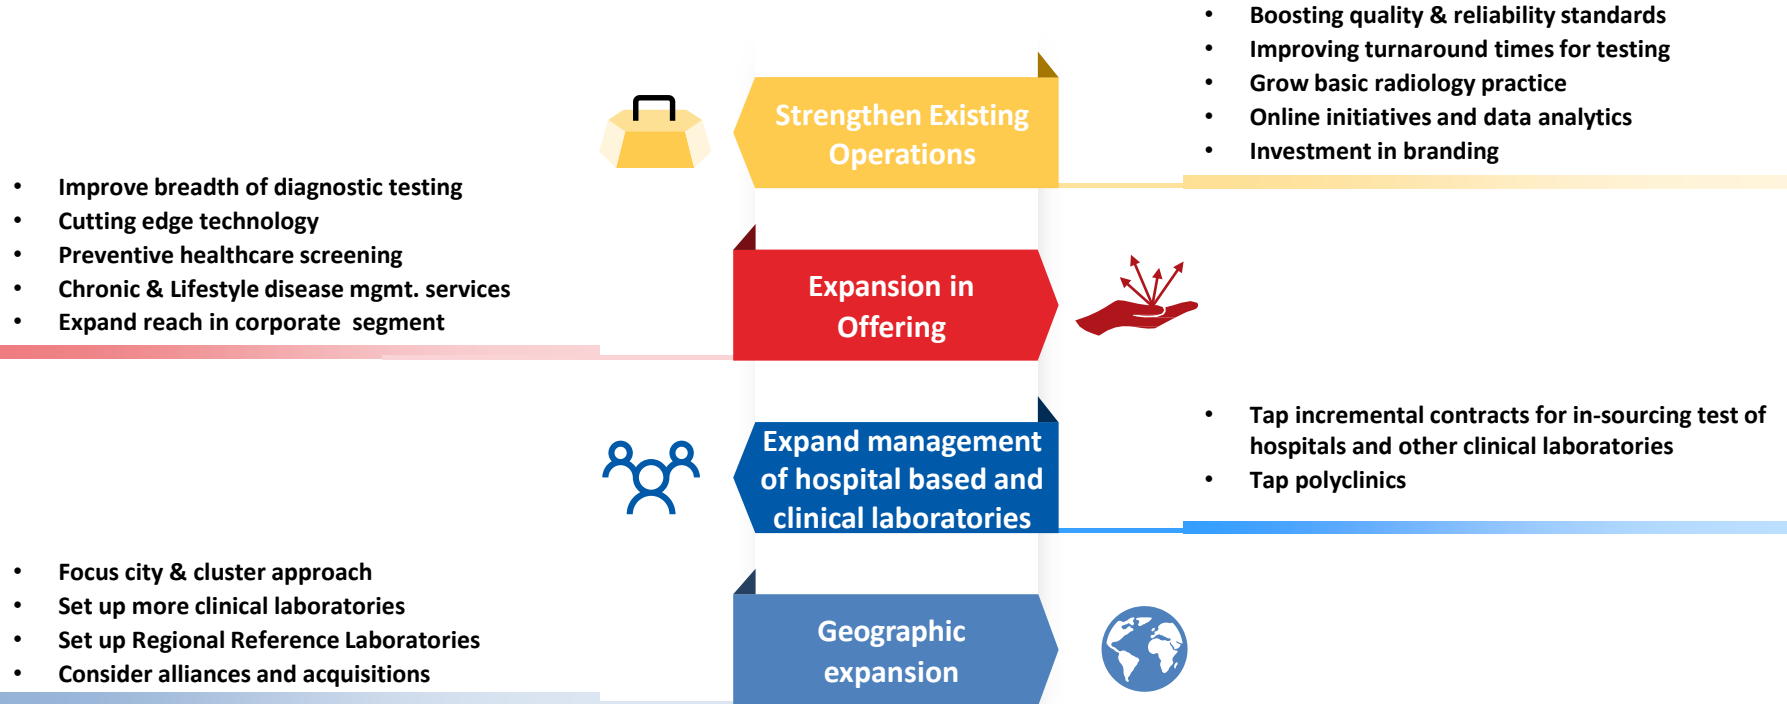 • Boosting quality & reliability standards
• Improving turnaround times for testing
• Grow basic radiology practice
• Online initiatives and data analytics
• Investment in branding
Strengthen Existing
Operations
• Improve breadth of diagnostic testing
• Cutting edge technology
• Preventive healthcare screening
• Chronic & Lifestyle disease mgmt. services
• Expand reach in corporate segment
Expansion in
Offering
Expand management
of hospital based and
clinical laboratories
• Tap incremental contracts for in-sourcing test of
hospitals and other clinical laboratories
• Tap polyclinics
• Focus city & cluster approach
• Set up more clinical laboratories
• Set up Regional Reference Laboratories
• Consider alliances and acquisitions
Geographic
expansion